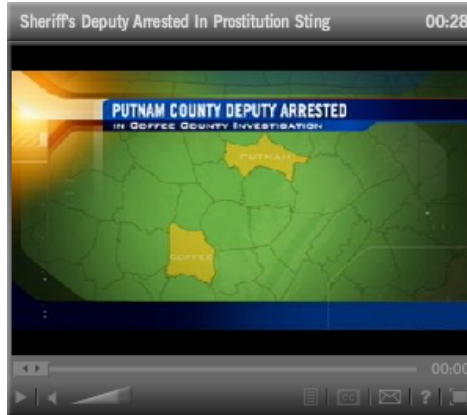 Sheriff's Deputy Arrested In Prostitution Sting 00:28
PUTNAM COUNTY DEPUTY ARRESTED
IN COFFEE COUNTY INVESTIGATION
PUTNAM
COFFEE
00:00
CC ?